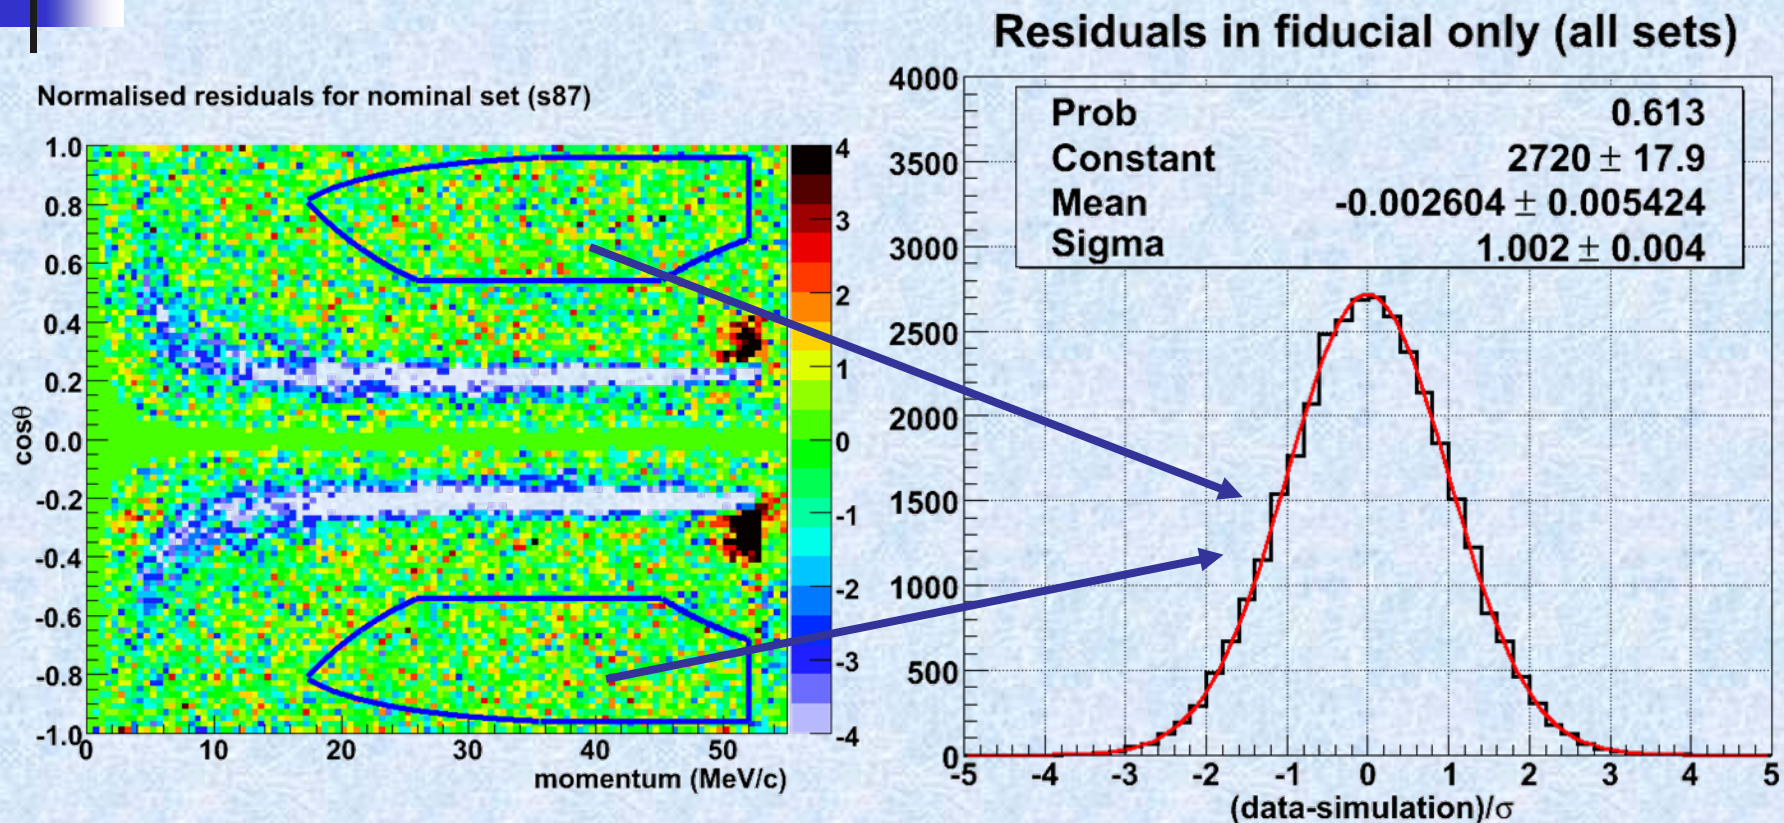 Residuals in fiducial only (all sets)
Normalised residuals for nominal set (s87)
1.0
0.8
0.6
0.4
0.2
0.0
-0.2
-0.4
-0.6
-0.8
-1.0
cosθ
0 10 20 30 40 50
momentum (MeV/c)
4
3
2
1
0
-1
-2
-3
-4
4000
3500
3000
2500
2000
1500
1000
500
0
Prob 0.613
Constant 2720 ± 17.9
Mean -0.002604 ± 0.005424
Sigma 1.002 ± 0.004
-5 -4 -3 -2 -1 0 1 2 3 4 5
(data-simulation)/σ